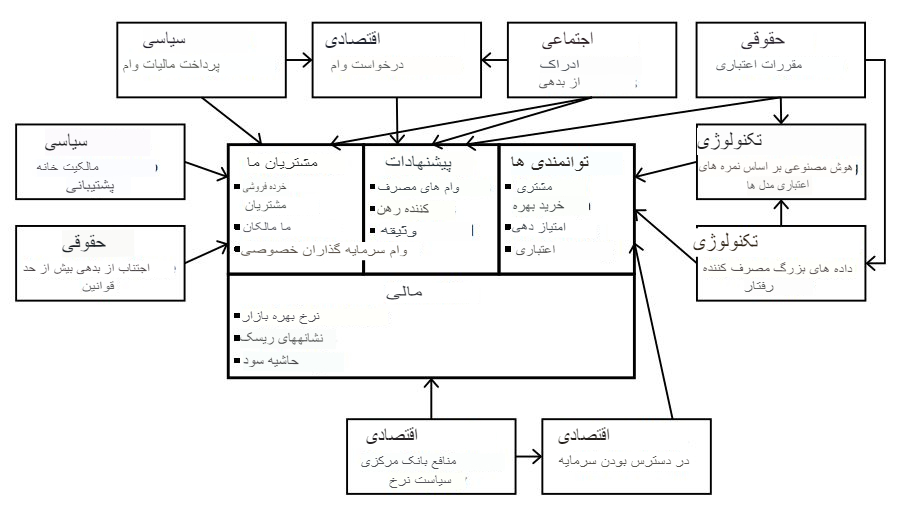 سیاسی
پرداخت مالیات وام
اقتصادی
درخواست وام
اجتماعی
ادراک
از بدهی
حقوقی
مقررات اعتباری
سیاسی
مالکیت خانه
پشتیبانی
حقوقی
اجتناب از بدهی بیش از حد
قوانین
مشتریان ما
خرده فروشی
مشتریان
ما مالکان
وام سرمایه گذاران خصوصی
پیشنهادات
وام های مصرف
کننده رهن
وثیقه
توانمندی ها
مشتری
خرید بهره
امتیاز دهی
اعتباری
تکنولوژی
هوش مصنوعی بر اساس نمره های
اعتباری مدل ها
تکنولوژی
داده های بزرگ مصرف کننده
رفتار
مالی
نرخ بهره بازار
نشانههای ریسک
حاشیه سود
اقتصادی
منافع بانک مرکزی
سیاست نرخ
اقتصادی
در دسترس بودن سرمایه